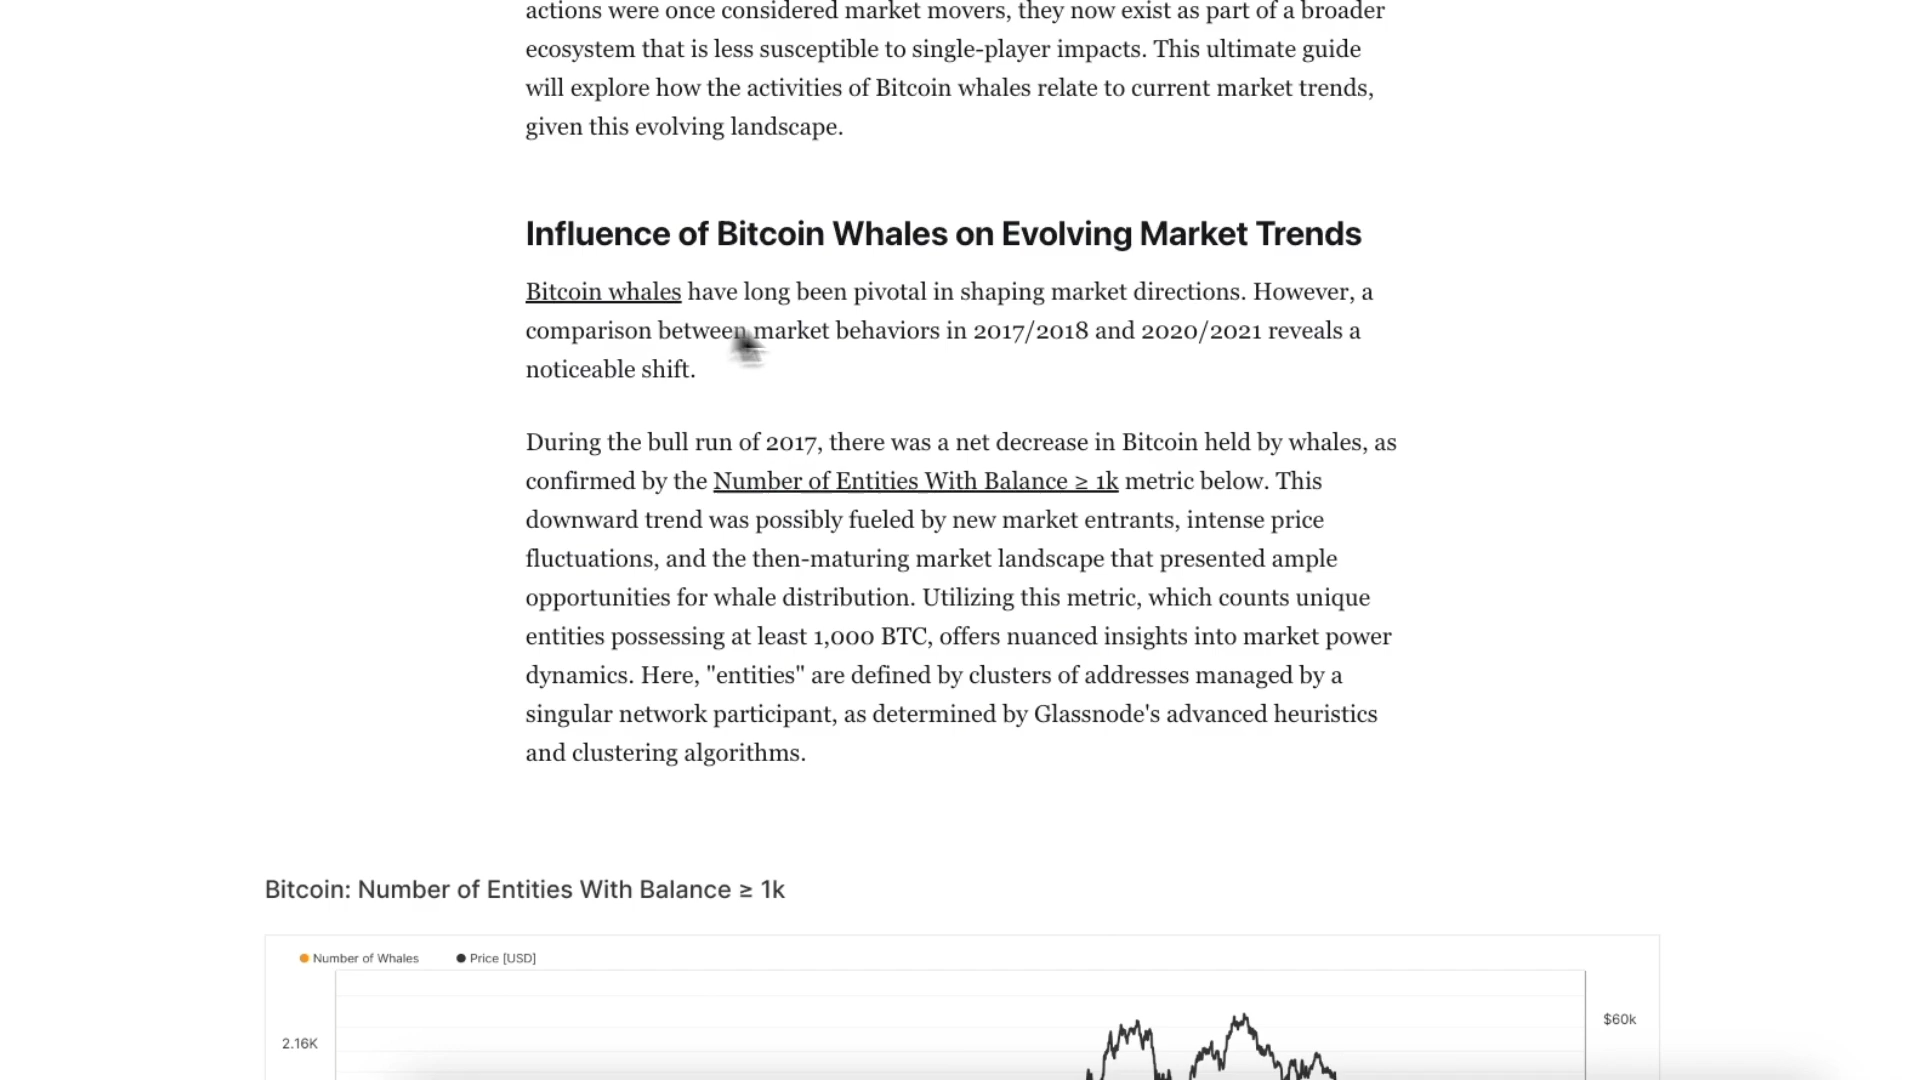 actions were once considered market movers, they now exist as part of a broader
ecosystem that is less susceptible to single-player impacts. This ultimate guide
will explore how the activities of Bitcoin whales relate to current market trends,
given this evolving landscape.
Influence of Bitcoin Whales on Evolving Market Trends
Bitcoin whales have long been pivotal in shaping market directions. However, a
comparison between market behaviors in 2017/2018 and 2020/2021 reveals a
noticeable shift.
During the bull run of 2017, there was a net decrease in Bitcoin held by whales, as
confirmed by the Number of Entities With Balance ≥ 1k metric below. This
downward trend was possibly fueled by new market entrants, intense price
fluctuations, and the then-maturing market landscape that presented ample
opportunities for whale distribution. Utilizing this metric, which counts unique
entities possessing at least 1,000 BTC, offers nuanced insights into market power
dynamics. Here, "entities" are defined by clusters of addresses managed by a
singular network participant, as determined by Glassnode's advanced heuristics
and clustering algorithms.
Bitcoin: Number of Entities With Balance ≥ 1k
Number of Whales Price [USD]
$60k
2.16K